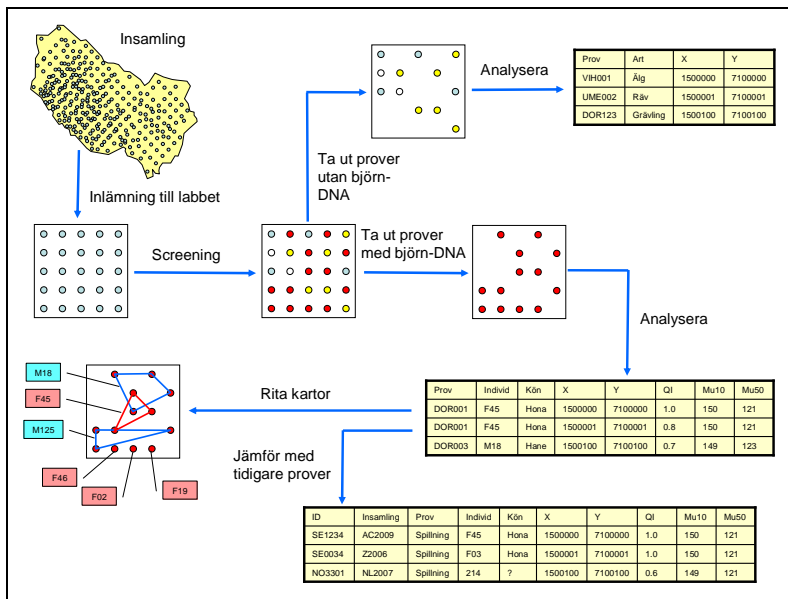 Insamling
Analysera
Prov Art X Y
VIH001 Älg 1500000 7100000
UME002 Räv 1500001 7100001
DOR123 Grävling 1500100 7100100
Ta ut prover
utan björn-
DNA
Inlämning till labbet
Screening
Ta ut prover
med björn-DNA
Analysera
M18
F45
M125
F46
F02
F19
Rita kartor
Prov Individ Kön X Y QI Mu10 Mu50
DOR001 F45 Hona 1500000 7100000 1.0 150 121
DOR001 F45 Hona 1500001 7100001 0.8 150 121
DOR003 M18 Hane 1500100 7100100 0.7 149 123
Jämför med
tidigare prover
ID Insamling Prov Individ Kön X Y QI Mu10 Mu50
SE1234 AC2009 Spillning F45 Hona 1500000 7100000 1.0 150 121
SE0034 Z2006 Spillning F03 Hona 1500001 7100001 1.0 150 121
NO3301 NL2007 Spillning 214 ? 1500100 7100100 0.6 149 121